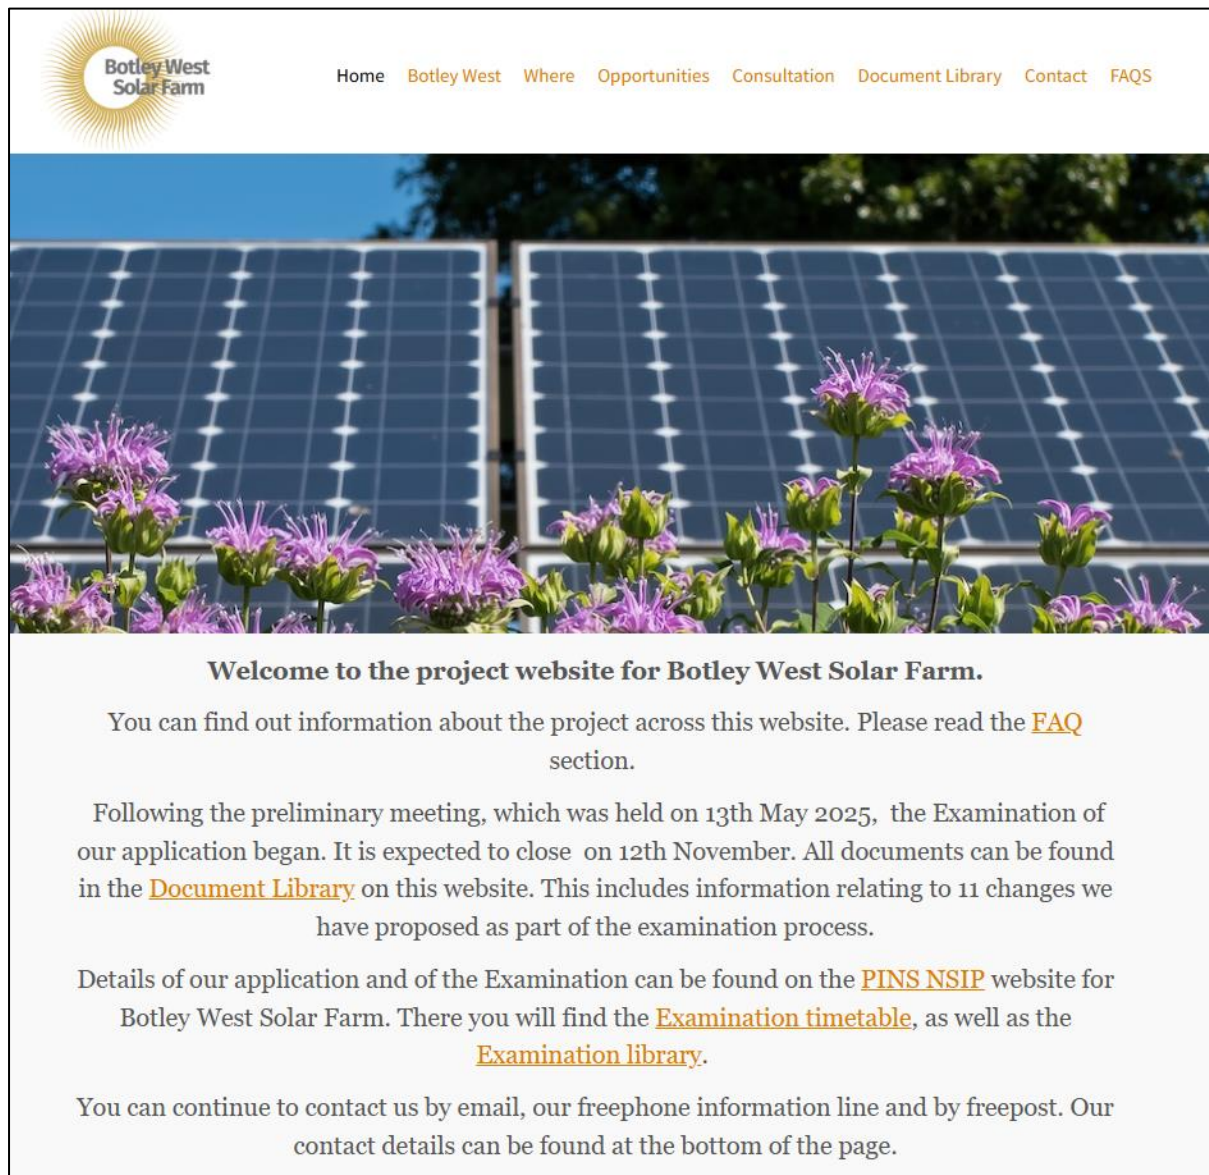 Botley West
Solar Farm
Home Botley West Where Opportunities Consultation Document Library Contact FAQS
Welcome to the project website for Botley West Solar Farm.
You can find out information about the project across this website. Please read the FAQ
section.
Following the preliminary meeting, which was held on 13th May 2025,  the Examination of
our application began. It is expected to close  on 12th November. All documents can be found
in the Document Library on this website. This includes information relating to 11 changes we
have proposed as part of the examination process.
Details of our application and of the Examination can be found on the PINS NSIP website for
Botley West Solar Farm. There you will find the Examination timetable, as well as the
Examination library.
You can continue to contact us by email, our freephone information line and by freepost. Our
contact details can be found at the bottom of the page.